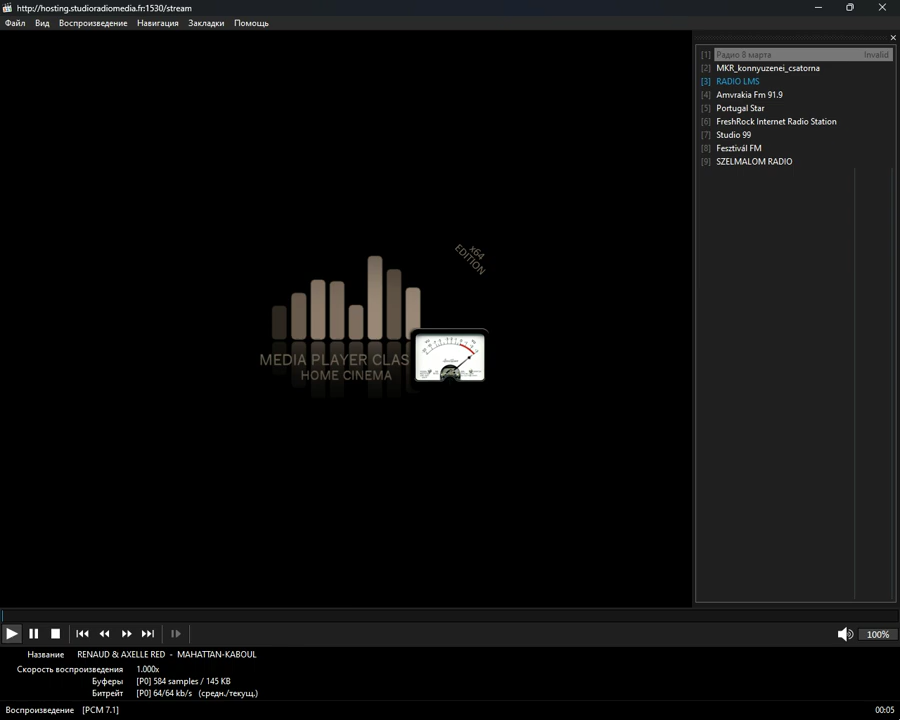 http://hosting.studioradiomedia.fr:1530/stream
Файл Вид Воспроизведение Навигация Закладки Помощь
[1] Радио 8 марта Invalid
[2] MKR_konnyuzenei_csatorna
[3] RADIO LMS
[4] Amvrakia Fm 91.9
[5] Portugal Star
[6] FreshRock Internet Radio Station
[7] Studio 99
[8] Fesztivál FM
[9] SZELMALOM RADIO
x64
EDITION
MEDIA PLAYER CLAS
HOME CINEMA
100%
Название RENAUD & AXELLE RED - MAHATTAN-KABOUL
Скорость воспроизведения 1.000x
Буферы [P0] 584 samples / 145 KB
Битрейт [P0] 64/64 kb/s (средн./текущ.)
Воспроизведение [PCM 7.1] 00:05